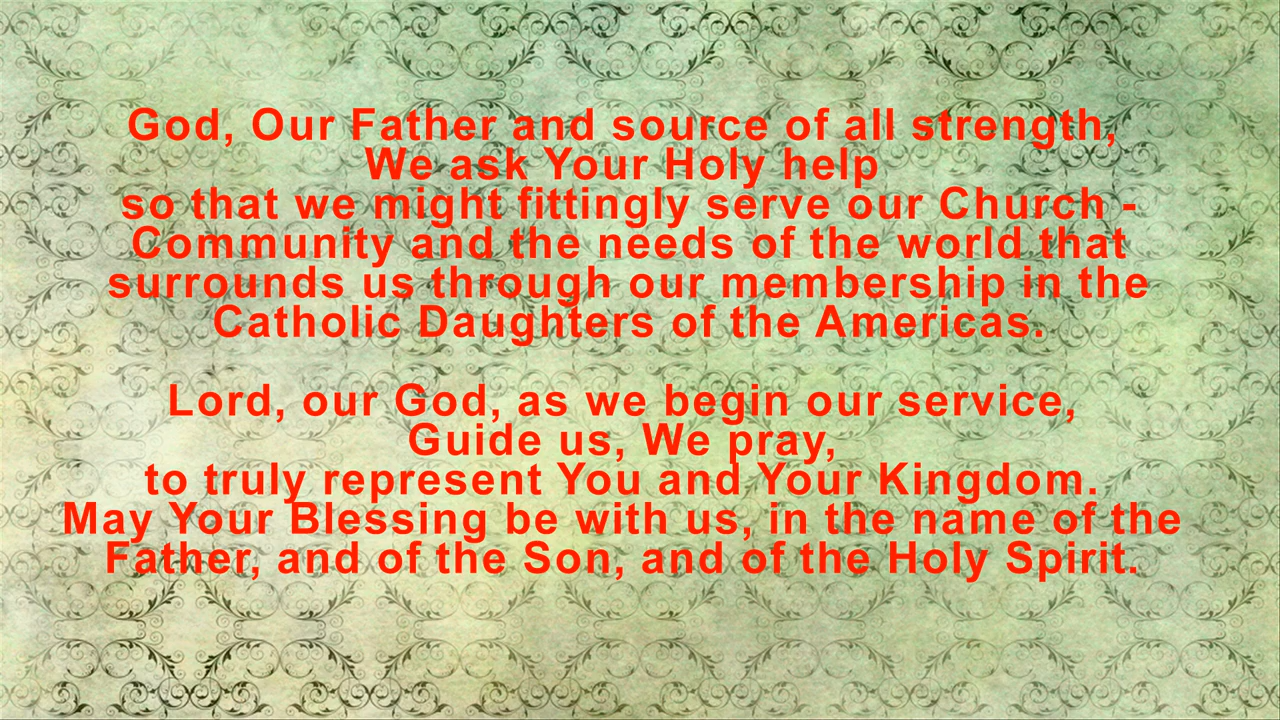 God, Our Father and source of all strength,
We ask Your Holy help
so that we might fittingly serve our Church -
Community and the needs of the world that
surrounds us through our membership in the
Catholic Daughters of the Americas.
Lord, our God, as we begin our service,
Guide us, We pray,
to truly represent You and Your Kingdom.
May Your Blessing be with us, in the name of the
Father, and of the Son, and of the Holy Spirit.